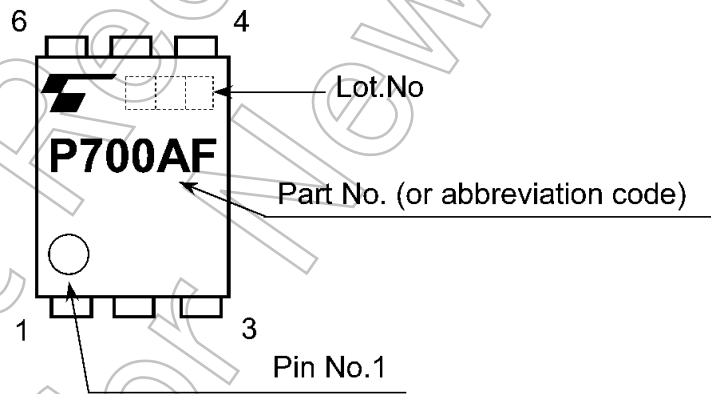 6
4
Lot.No
P700AF
Part No. (or abbreviation code)
1
3
Pin No.1